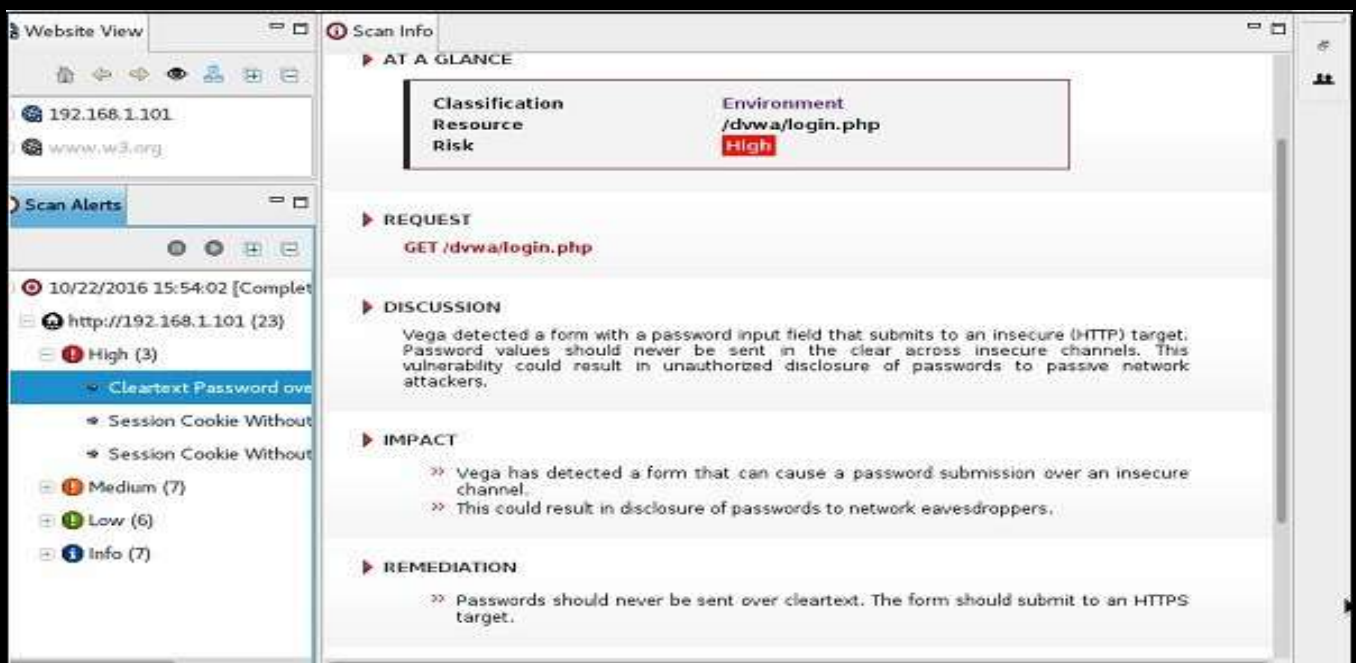 Website View
192.168.1.101
www.w3.org
Scan Alerts
10/22/2016 15:54:02 [Complet
http://192.168.1.101 (23)
High (3)
Cleartext Password ove
Session Cookie Without
Session Cookie Without
Medium (7)
Low (6)
Info (7)
Scan Info
AT A GLANCE
Classification Environment
Resource /dvwa/login.php
Risk High
REQUEST
GET /dvwa/login.php
DISCUSSION
Vega detected a form with a password input field that submits to an insecure (HTTP) target.
Password values should never be sent in the clear across insecure channels. This
vulnerability could result in unauthorized disclosure of passwords to passive network
attackers.
IMPACT
>> Vega has detected a form that can cause a password submission over an insecure
channel.
>> This could result in disclosure of passwords to network eavesdroppers.
REMEDIATION
>> Passwords should never be sent over cleartext. The form should submit to an HTTPS
target.